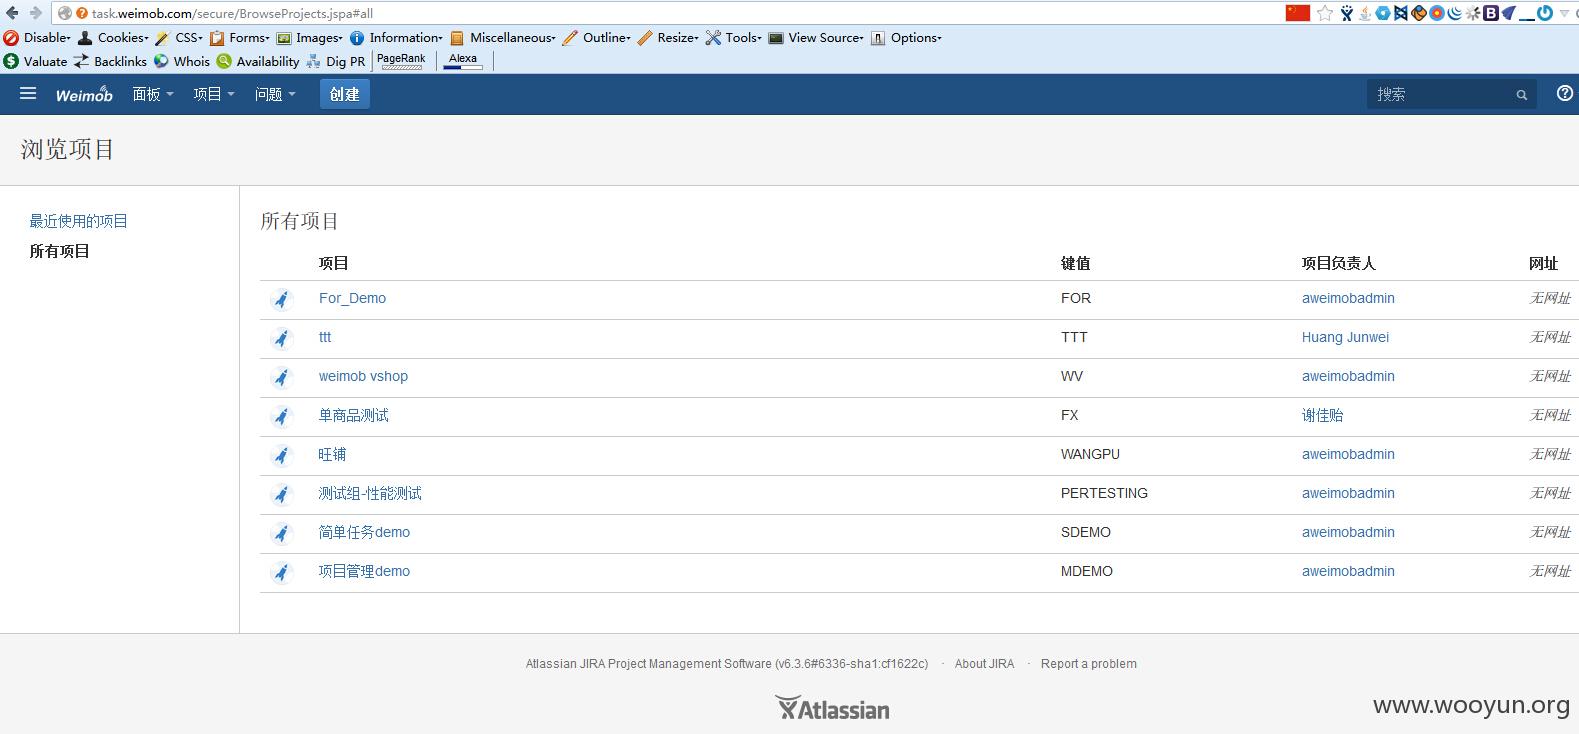 task.weimob.com/secure/BrowseProjects.jspa#all
Disable Cookies CSS Forms Images Information Miscellaneous Outline Resize Tools View Source Options
Valuate Backlinks Whois Availability Dig PR PageRank Alexa
Weimob 面板 项目 问题 创建 搜索
浏览项目
最近使用的项目
所有项目
所有项目
项目 键值 项目负责人 网址
For_Demo FOR aweimobadmin 无网址
ttt TTT Huang Junwei 无网址
weimob vshop WV aweimobadmin 无网址
单商品测试 FX 谢佳贻 无网址
旺铺 WANGPU aweimobadmin 无网址
测试组-性能测试 PERTESTING aweimobadmin 无网址
简单任务demo SDEMO aweimobadmin 无网址
项目管理demo MDEMO aweimobadmin 无网址
Atlassian JIRA Project Management Software (v6.3.6#6336-sha1:cf1622c) · About JIRA · Report a problem
Atlassian
www.wooyun.org